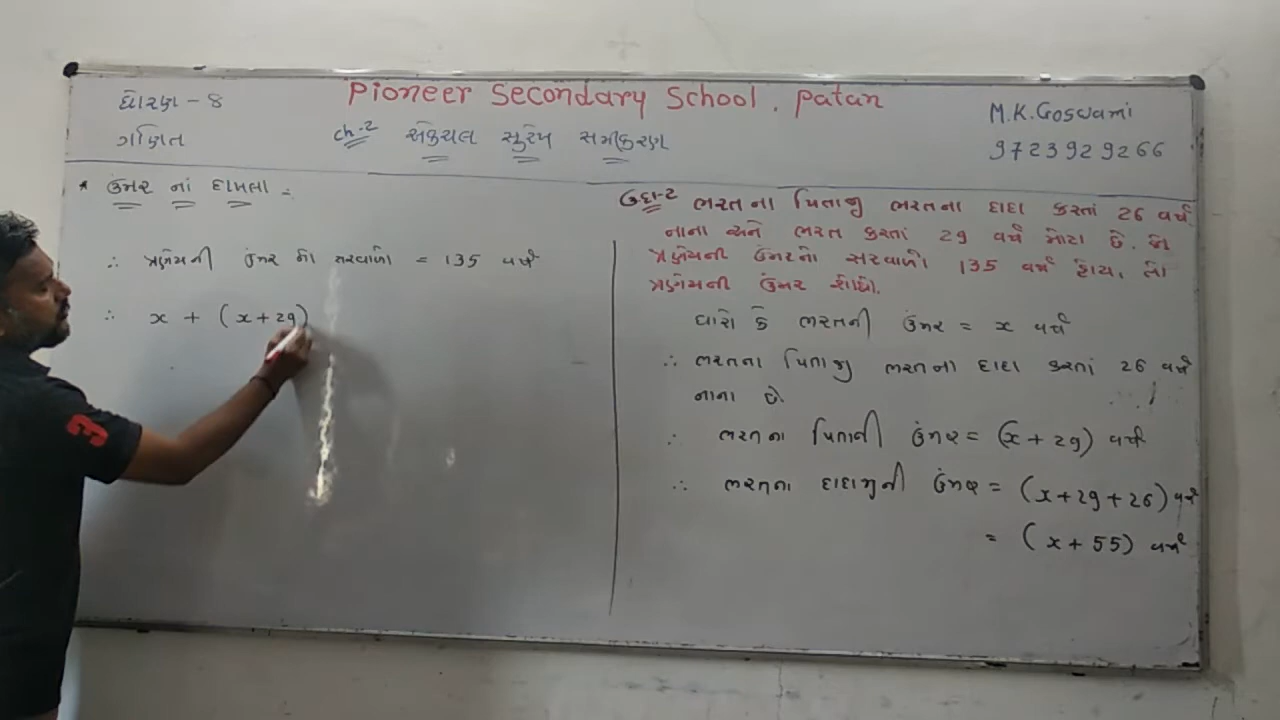 ધોરણ - 8
Pioneer Secondary School, Patan
M.K.Goswami
ગણિત
ch.2 એકચલ સુરેખ સમીકરણ
9723929266
* ઉંમર નાં દાખલા :
∴ ત્રણેયની ઉંમર નો સરવાળો = 135 વર્ષ
∴ x + (x+29)
ઉદા-2 ભરતના પિતાજી ભરતના દાદા કરતાં 26 વર્ષ
નાના અને ભરત કરતાં 29 વર્ષ મોટા છે. જો
ત્રણેયની ઉંમરનો સરવાળો 135 વર્ષ હોય, તો
ત્રણેયની ઉંમર શોધો.
ધારો કે ભરતની ઉંમર = x વર્ષ
∴ ભરતના પિતાજી ભરતના દાદા કરતાં 26 વર્ષ
નાના છે.
∴ ભરતના પિતાની ઉંમર = (x + 29) વર્ષ
∴ ભરતના દાદાજીની ઉંમર = (x+29+26) વર્ષ
= (x + 55) વર્ષ